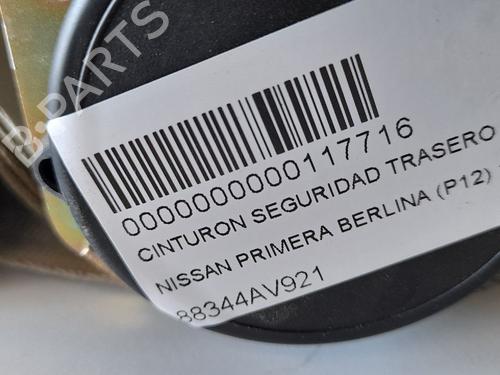 B-PARTS
0000000000117716
CINTURON SEGURIDAD TRASERO
NISSAN PRIMERA BERLINA (P12)
88344AV921